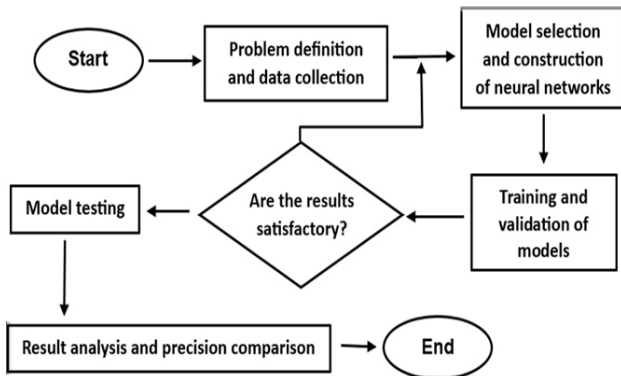 Start
Problem definition
and data collection
Model selection
and construction
of neural networks
Training and
validation of
models
Are the results
satisfactory?
Model testing
Result analysis and precision comparison
End